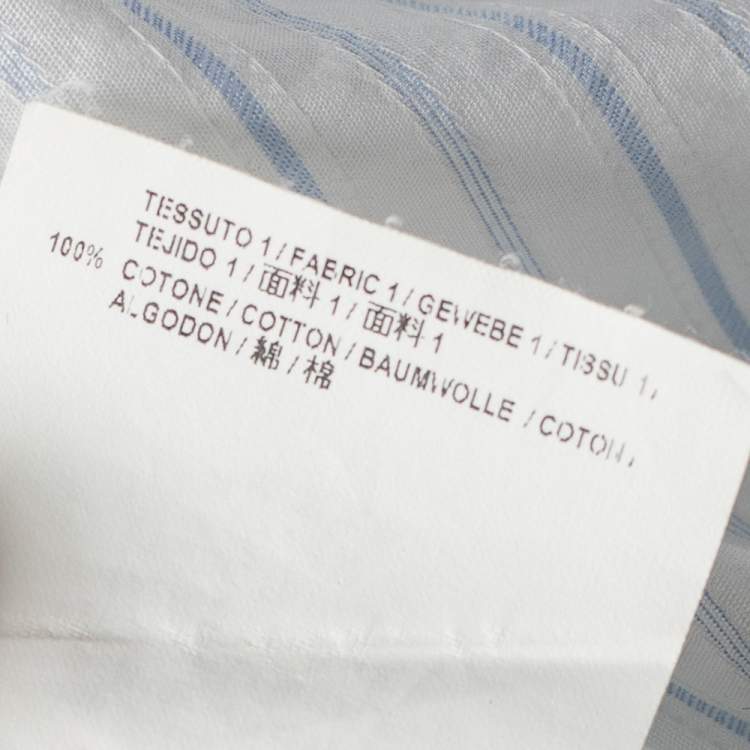 TESSUTO 1 / FABRIC 1 / GEWEBE 1 / TISSU 1 /
TEJIDO 1 / 面料 1 / 面料 1
100% COTONE / COTTON / BAUMWOLLE / COTON /
ALGODON / 綿 / 棉